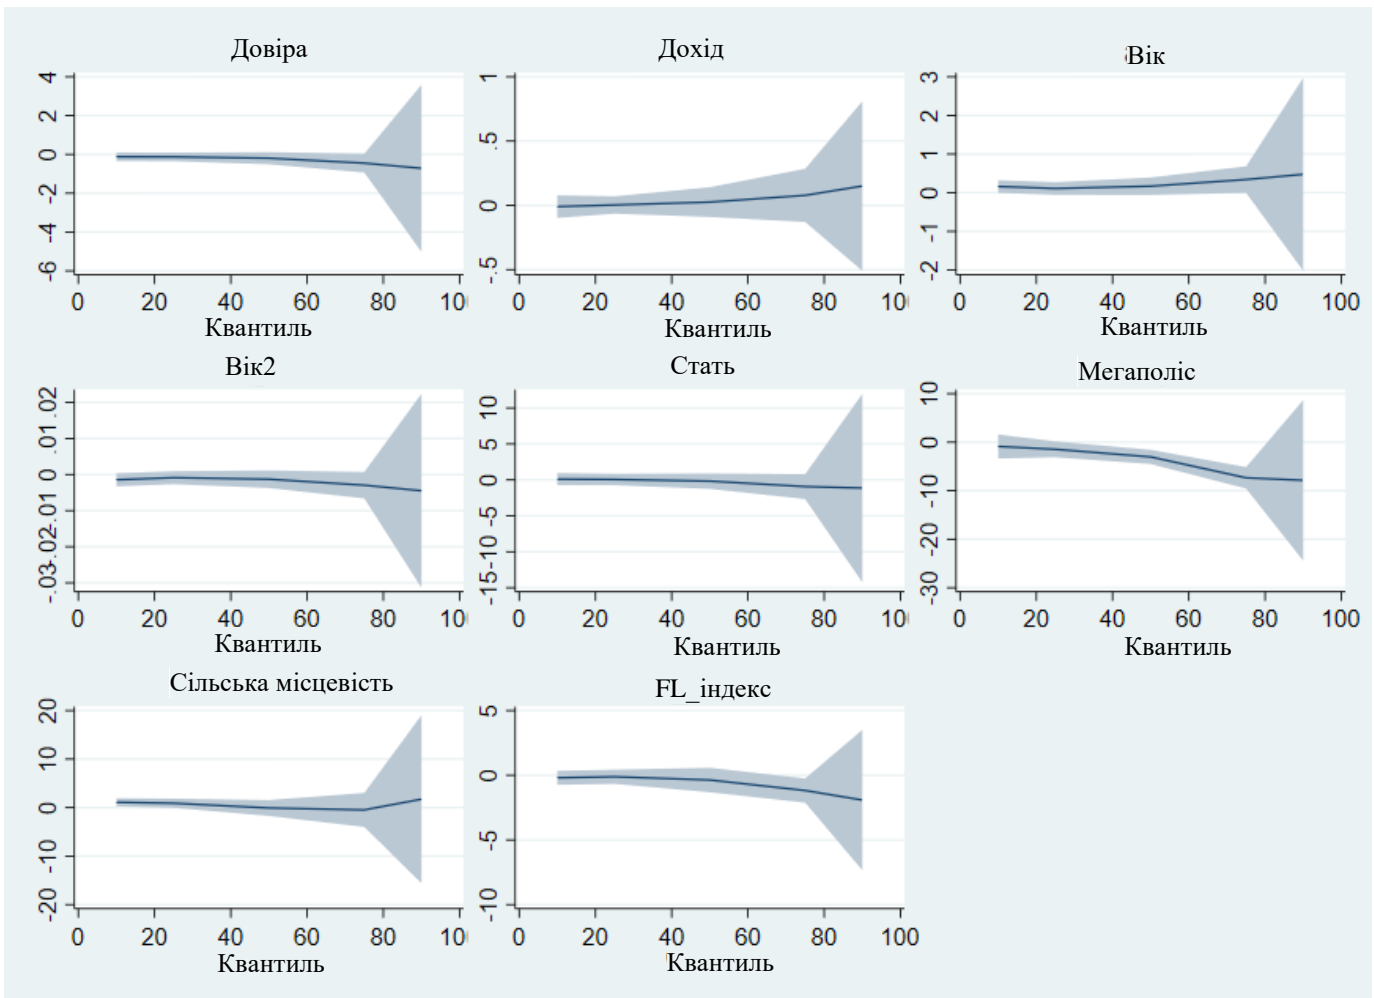 Довіра Дохід Вік
4 2 0 -2 -4 -6
0 20 40 60 80 10
Квантиль
1 .5 0 -.5
0 20 40 60 80 100
Квантиль
3 2 1 0 -1 -2
0 20 40 60 80 100
Квантиль
Вік2 Стать Мегаполіс
.02 .01 0 -.01 -.02 -.03
0 20 40 60 80 10
Квантиль
10 5 0 -5 -10 -15
0 20 40 60 80 100
Квантиль
10 0 -10 -20 -30
0 20 40 60 80 100
Квантиль
Сільська місцевість FL_індекс
20 10 0 -10 -20
0 20 40 60 80 10
Квантиль
5 0 -5 -10
0 20 40 60 80 100
Квантиль